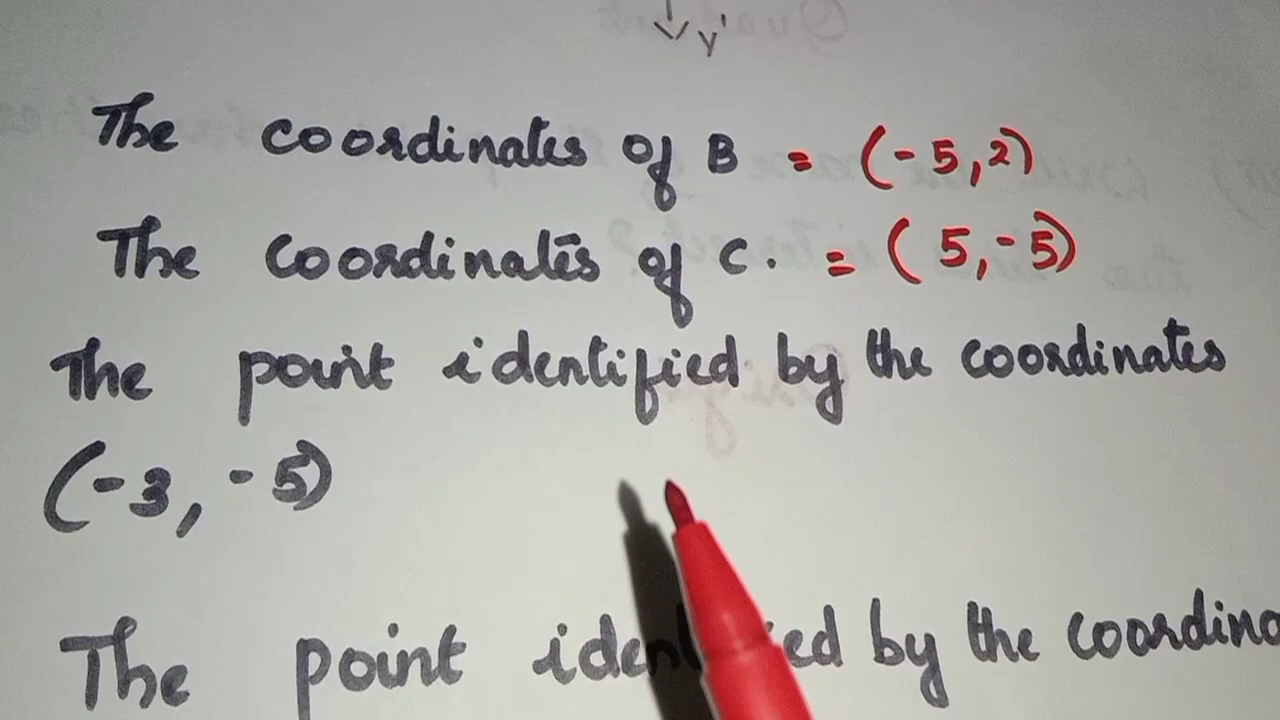 Y'
The coordinates of B = (-5,2)
The coordinates of C. = (5,-5)
The point identified by the coordinates
(-3, -5)
The point by the